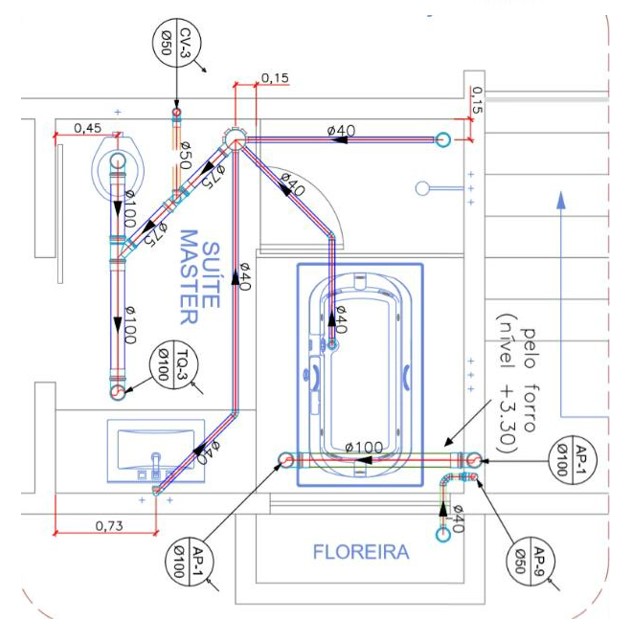 CV-3
Ø50
0,15
0,15
0,45
Ø50
Ø40
Ø75
Ø40
Ø100
Ø75
SUÍTE
MASTER
Ø40
Ø100
Ø40
TQ-3
Ø100
pelo forro
(nível +3.30)
Ø40
Ø100
AP-1
Ø100
0,73
AP-1
Ø100
Ø40
AP-9
Ø50
FLOREIRA